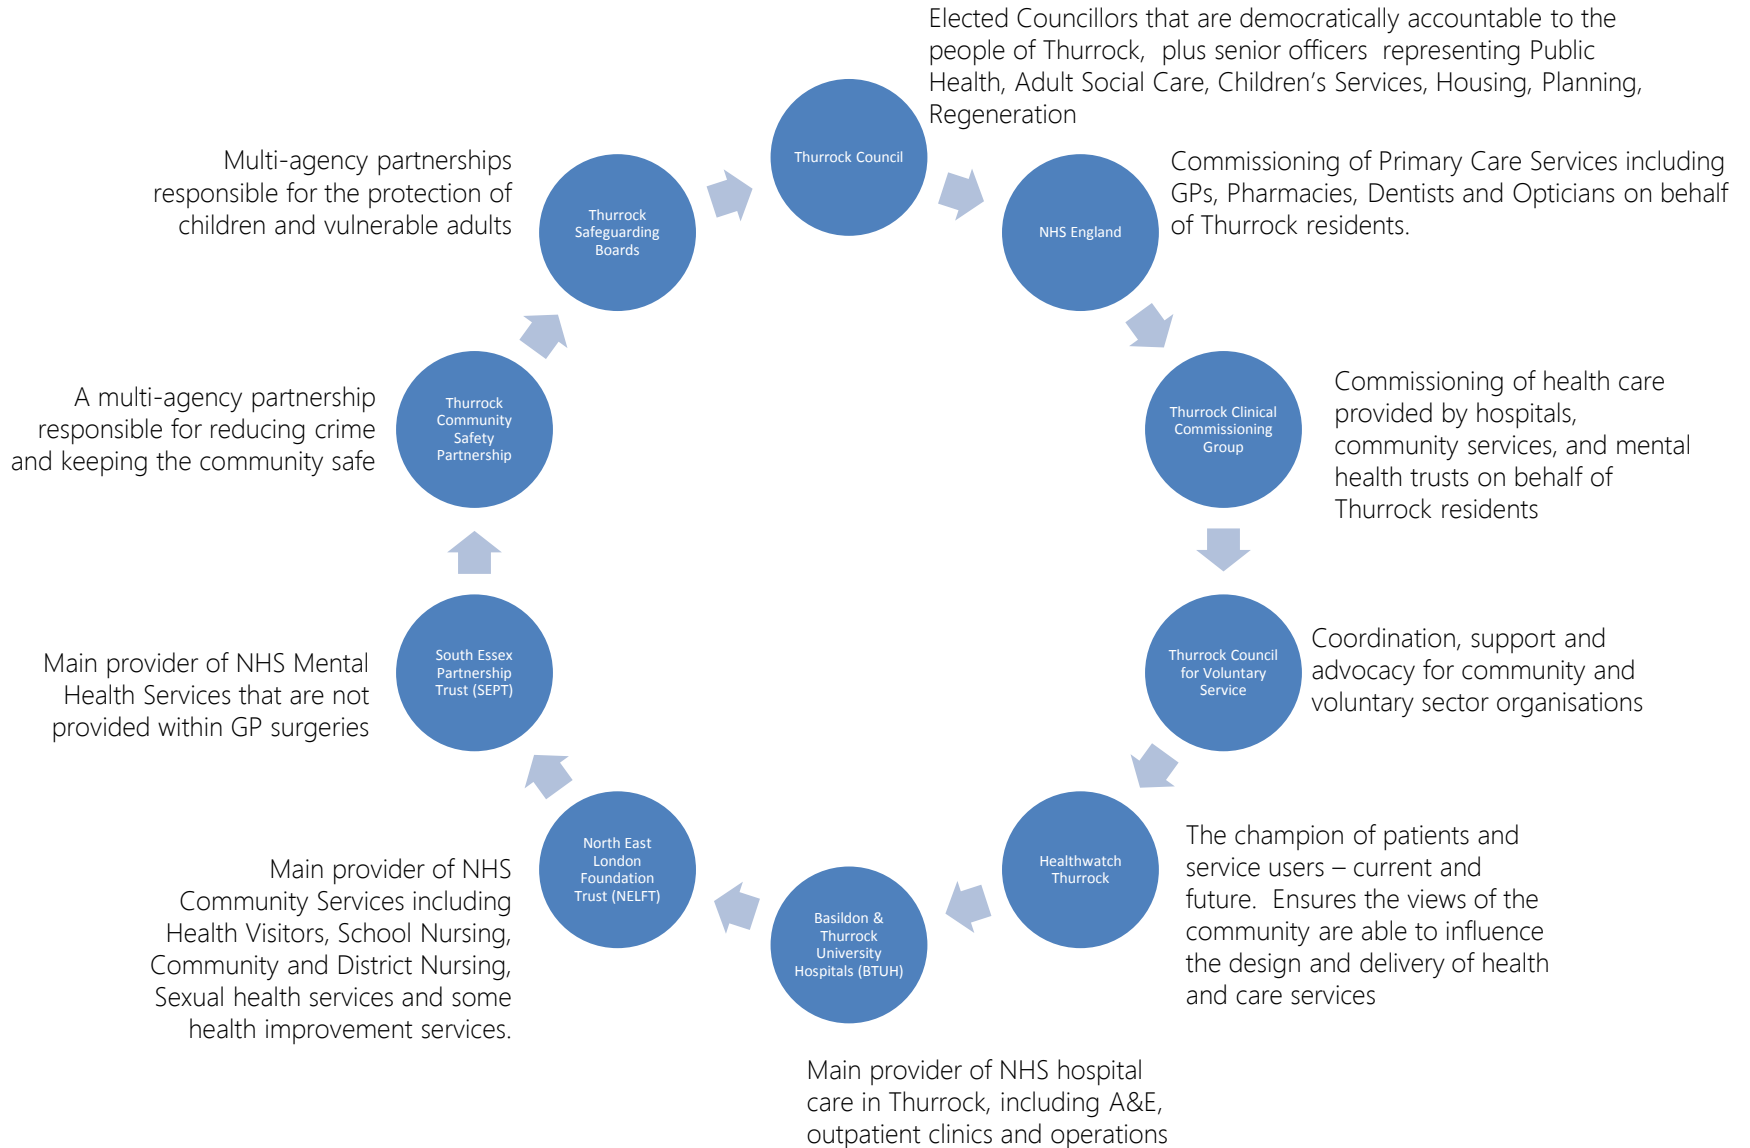 Elected Councillors that are democratically accountable to the
people of Thurrock, plus senior officers representing Public
Health, Adult Social Care, Children's Services, Housing, Planning,
Regeneration
Thurrock Council
Commissioning of Primary Care Services including
GPs, Pharmacies, Dentists and Opticians on behalf
of Thurrock residents.
NHS England
Commissioning of health care
provided by hospitals,
community services, and mental
health trusts on behalf of
Thurrock residents
Thurrock Clinical
Commissioning
Group
Coordination, support and
advocacy for community and
voluntary sector organisations
Thurrock Council
for Voluntary
Service
The champion of patients and
service users – current and
future. Ensures the views of the
community are able to influence
the design and delivery of health
and care services
Healthwatch
Thurrock
Basildon &
Thurrock
University
Hospitals (BTUH)
Main provider of NHS hospital
care in Thurrock, including A&E,
outpatient clinics and operations
North East
London
Foundation
Trust (NELFT)
Main provider of NHS
Community Services including
Health Visitors, School Nursing,
Community and District Nursing,
Sexual health services and some
health improvement services.
South Essex
Partnership
Trust (SEPT)
Main provider of NHS Mental
Health Services that are not
provided within GP surgeries
Thurrock
Community
Safety
Partnership
A multi-agency partnership
responsible for reducing crime
and keeping the community safe
Thurrock
Safeguarding
Boards
Multi-agency partnerships
responsible for the protection of
children and vulnerable adults